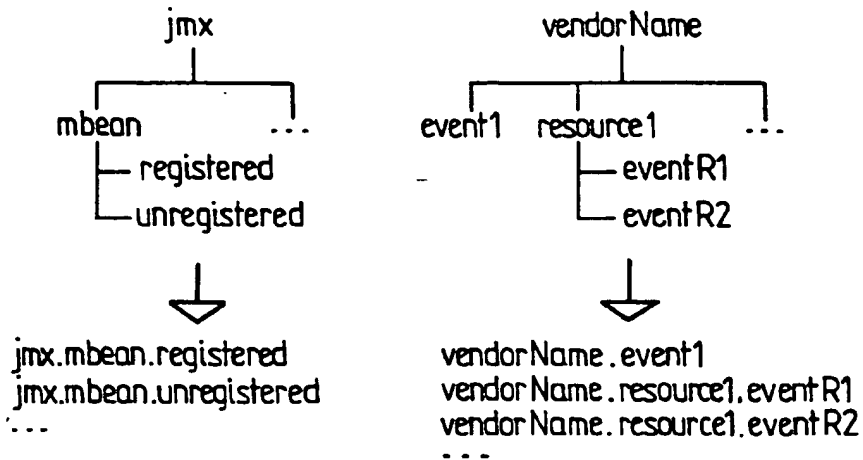 jmx
mbean
...
registered
unregistered
jmx.mbean.registered
jmx.mbean.unregistered
...
vendorName
event1 resource1 ...
eventR1
eventR2
vendorName.event1
vendorName.resource1.eventR1
vendorName.resource1.eventR2
...